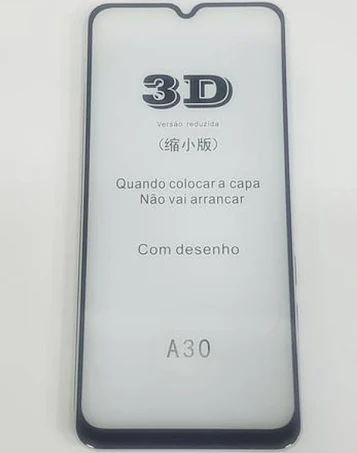 3D
Versão reduzida
（缩小版）
Quando colocar a capa
Não vai arrancar
Com desenho
A30